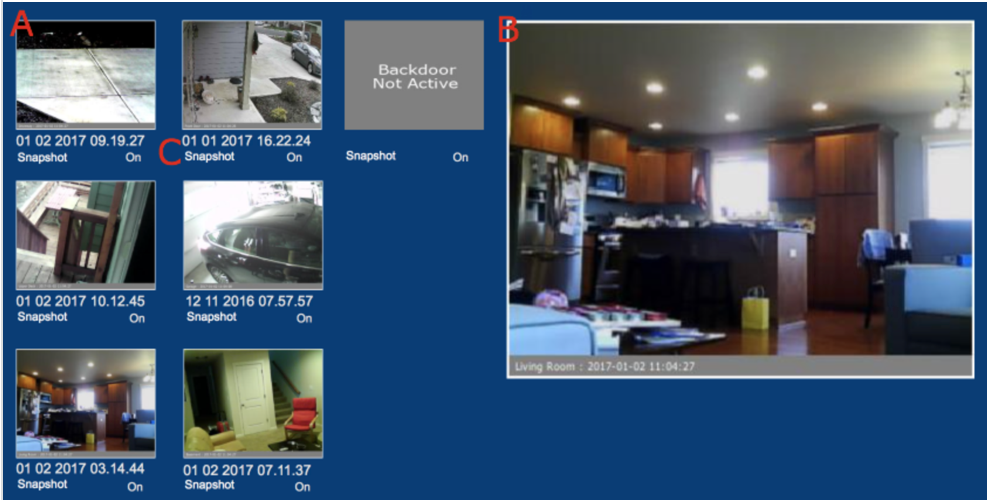 A
B
Backdoor
Not Active
01 02 2017 09.19.27
Snapshot On
C
01 01 2017 16.22.24
Snapshot On
Snapshot On
01 02 2017 10.12.45
Snapshot On
12 11 2016 07.57.57
Snapshot On
Living Room : 2017-01-02 11:04:27
01 02 2017 03.14.44
Snapshot On
01 02 2017 07.11.37
Snapshot On